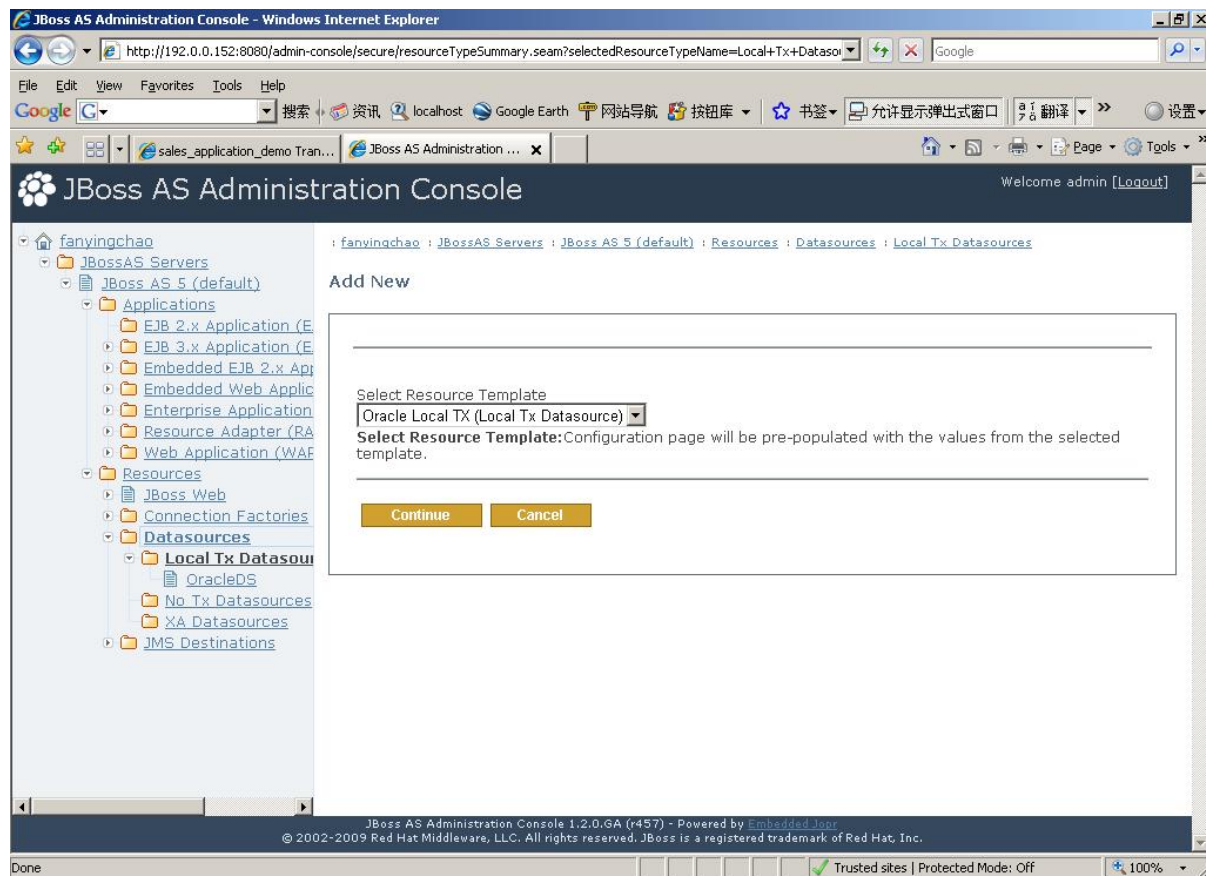 JBoss AS Administration Console - Windows Internet Explorer
http://192.0.0.152:8080/admin-console/secure/resourceTypeSummary.seam?selectedResourceTypeName=Local+Tx+Dataso
Google
File Edit View Favorites Tools Help
Google G 搜索 资讯 localhost Google Earth 网站导航 按钮库 书签 允许显示弹出式窗口 翻译 » 设置
sales_application_demo Tran... JBoss AS Administration ... Page Tools »
JBoss AS Administration Console
Welcome admin [Logout]
fanyingchao
JBossAS Servers
JBoss AS 5 (default)
Applications
EJB 2.x Application (E
EJB 3.x Application (E
Embedded EJB 2.x App
Embedded Web Applic
Enterprise Application
Resource Adapter (RA
Web Application (WAR
Resources
JBoss Web
Connection Factories
Datasources
Local Tx Datasour
OracleDS
No Tx Datasources
XA Datasources
JMS Destinations
: fanyingchao : JBossAS Servers : JBoss AS 5 (default) : Resources : Datasources : Local Tx Datasources
Add New
Select Resource Template
Oracle Local TX (Local Tx Datasource)
Select Resource Template:Configuration page will be pre-populated with the values from the selected
template.
Continue Cancel
JBoss AS Administration Console 1.2.0.GA (r457) - Powered by Embedded Jopr
© 2002-2009 Red Hat Middleware, LLC. All rights reserved. JBoss is a registered trademark of Red Hat, Inc.
Done Trusted sites | Protected Mode: Off 100%